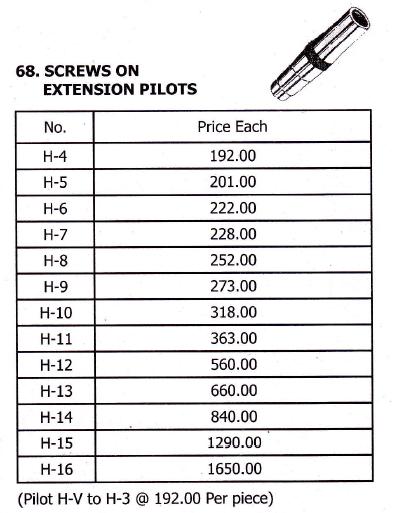 68. SCREWS ON
EXTENSION PILOTS
No. Price Each
H-4 192.00
H-5 201.00
H-6 222.00
H-7 228.00
H-8 252.00
H-9 273.00
H-10 318.00
H-11 363.00
H-12 560.00
H-13 660.00
H-14 840.00
H-15 1290.00
H-16 1650.00
(Pilot H-V to H-3 @ 192.00 Per piece)